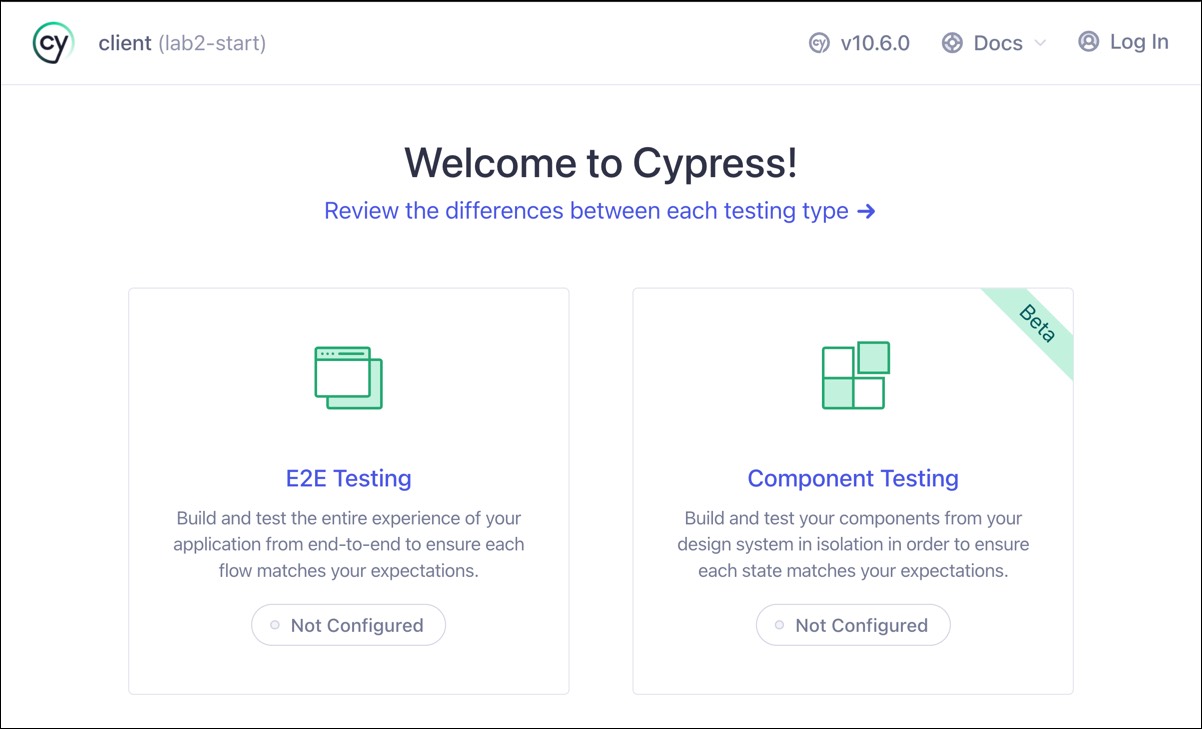 cy client (lab2-start) cy v10.6.0 Docs Log In
Welcome to Cypress!
Review the differences between each testing type →
Beta
E2E Testing
Build and test the entire experience of your
application from end-to-end to ensure each
flow matches your expectations.
Not Configured
Component Testing
Build and test your components from your
design system in isolation in order to ensure
each state matches your expectations.
Not Configured